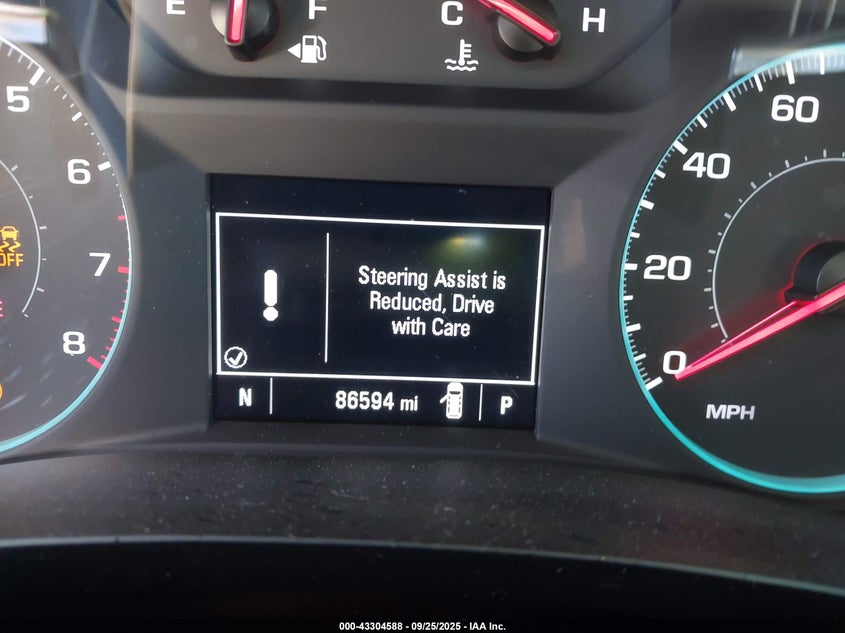 E F C H
5
6
7
8
OFF
Steering Assist is
Reduced, Drive
with Care
N 86594 mi P
60
40
20
0
MPH
000-43304588 - 09/25/2025 - IAA Inc.